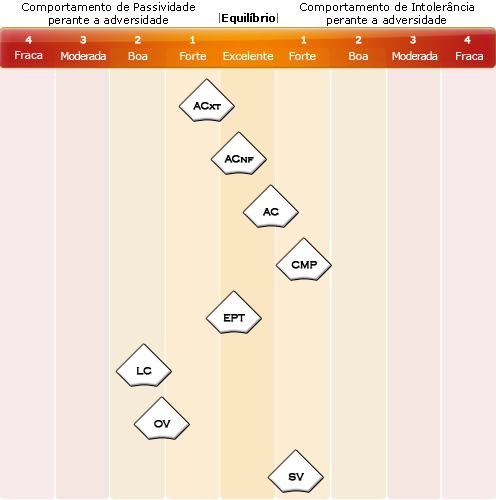 Comportamento de Passividade
perante a adversidade
|Equilíbrio|
Comportamento de Intolerância
perante a adversidade
4 3 2 1 1 2 3 4
Fraca Moderada Boa Forte Excelente Forte Boa Moderada Fraca
ACXT
ACNF
AC
CMP
EPT
LC
OV
SV